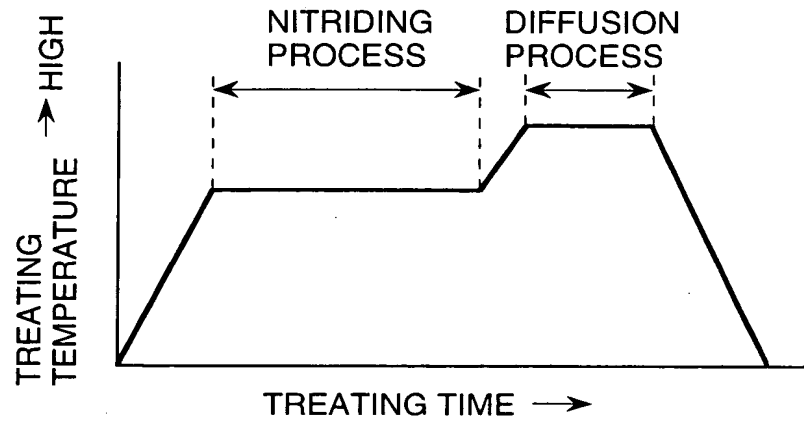 NITRIDING
PROCESS
DIFFUSION
PROCESS
TREATING
TEMPERATURE → HIGH
TREATING TIME →